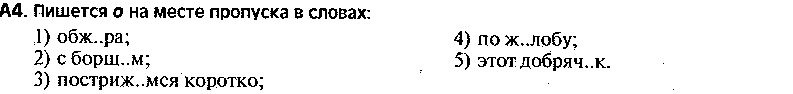 А4. Пишется о на месте пропуска в словах:
1) обж..ра;
2) с борщ..м;
3) постриж..мся коротко;
4) по ж..лобу;
5) этот добряч..к.